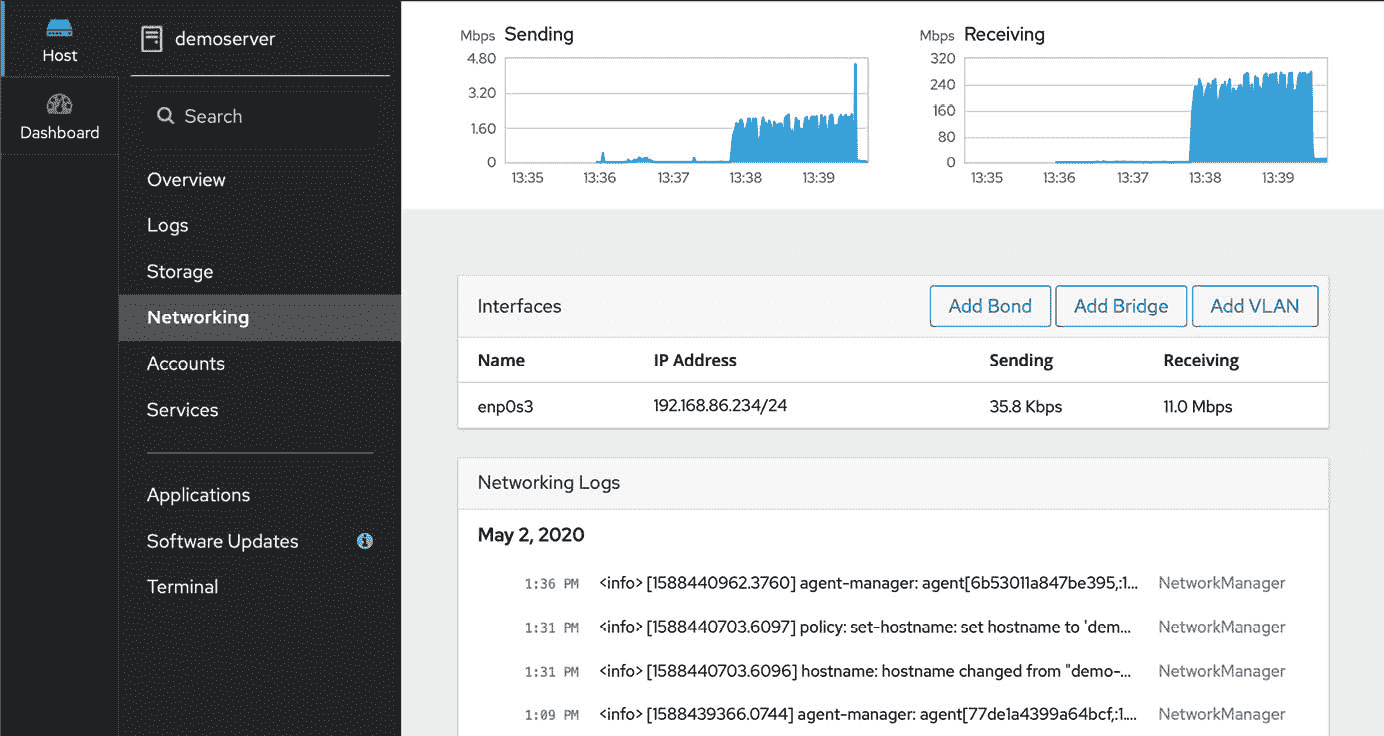 Host
Dashboard
demoserver
Search
Overview
Logs
Storage
Networking
Accounts
Services
Applications
Software Updates
Terminal
Mbps Sending
4.80
3.20
1.60
0
13:35 13:36 13:37 13:38 13:39
Mbps Receiving
320
240
160
80
0
13:35 13:36 13:37 13:38 13:39
Interfaces Add Bond Add Bridge Add VLAN
Name IP Address Sending Receiving
enp0s3 192.168.86.234/24 35.8 Kbps 11.0 Mbps
Networking Logs
May 2, 2020
1:36 PM <info> [1588440962.3760] agent-manager: agent[6b53011a847be395,:1... NetworkManager
1:31 PM <info> [1588440703.6097] policy: set-hostname: set hostname to 'dem... NetworkManager
1:31 PM <info> [1588440703.6096] hostname: hostname changed from "demo-... NetworkManager
1:09 PM <info> [1588439366.0744] agent-manager: agent[77de1a4399a64bcf,:1.... NetworkManager